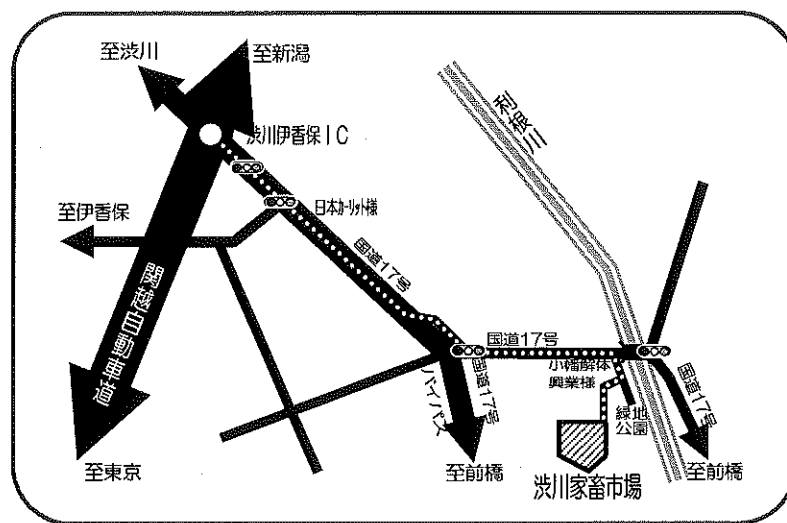 至渋川
至新潟
渋川伊香保IC
利根川
至伊香保
日本カーリット様
国道17号
関越自動車道
国道17号
小幡解体
興業様
国道17号
バイパス
緑地
公園
国道17号
至東京
至前橋
渋川家畜市場
至前橋